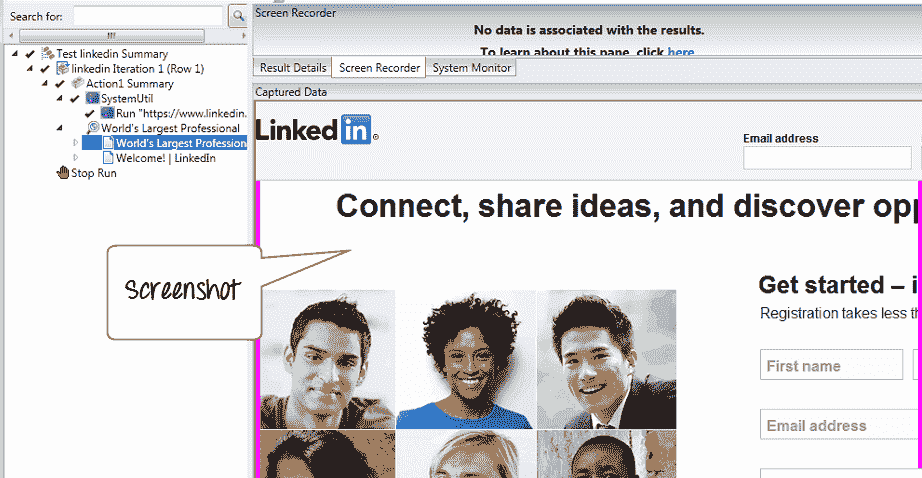 Search for:
Test linkedin Summary
linkedin Iteration 1 (Row 1)
Action1 Summary
SystemUtil
Run "https://www.linkedin.
World's Largest Professional
World's Largest Profession
Welcome! | LinkedIn
Stop Run
Screen Recorder
No data is associated with the results.
To learn about this pane, click here
Result Details
Screen Recorder
System Monitor
Captured Data
Linked in ®
Email address
Connect, share ideas, and discover opp
Screenshot
Get started – i
Registration takes less th
First name
Email address